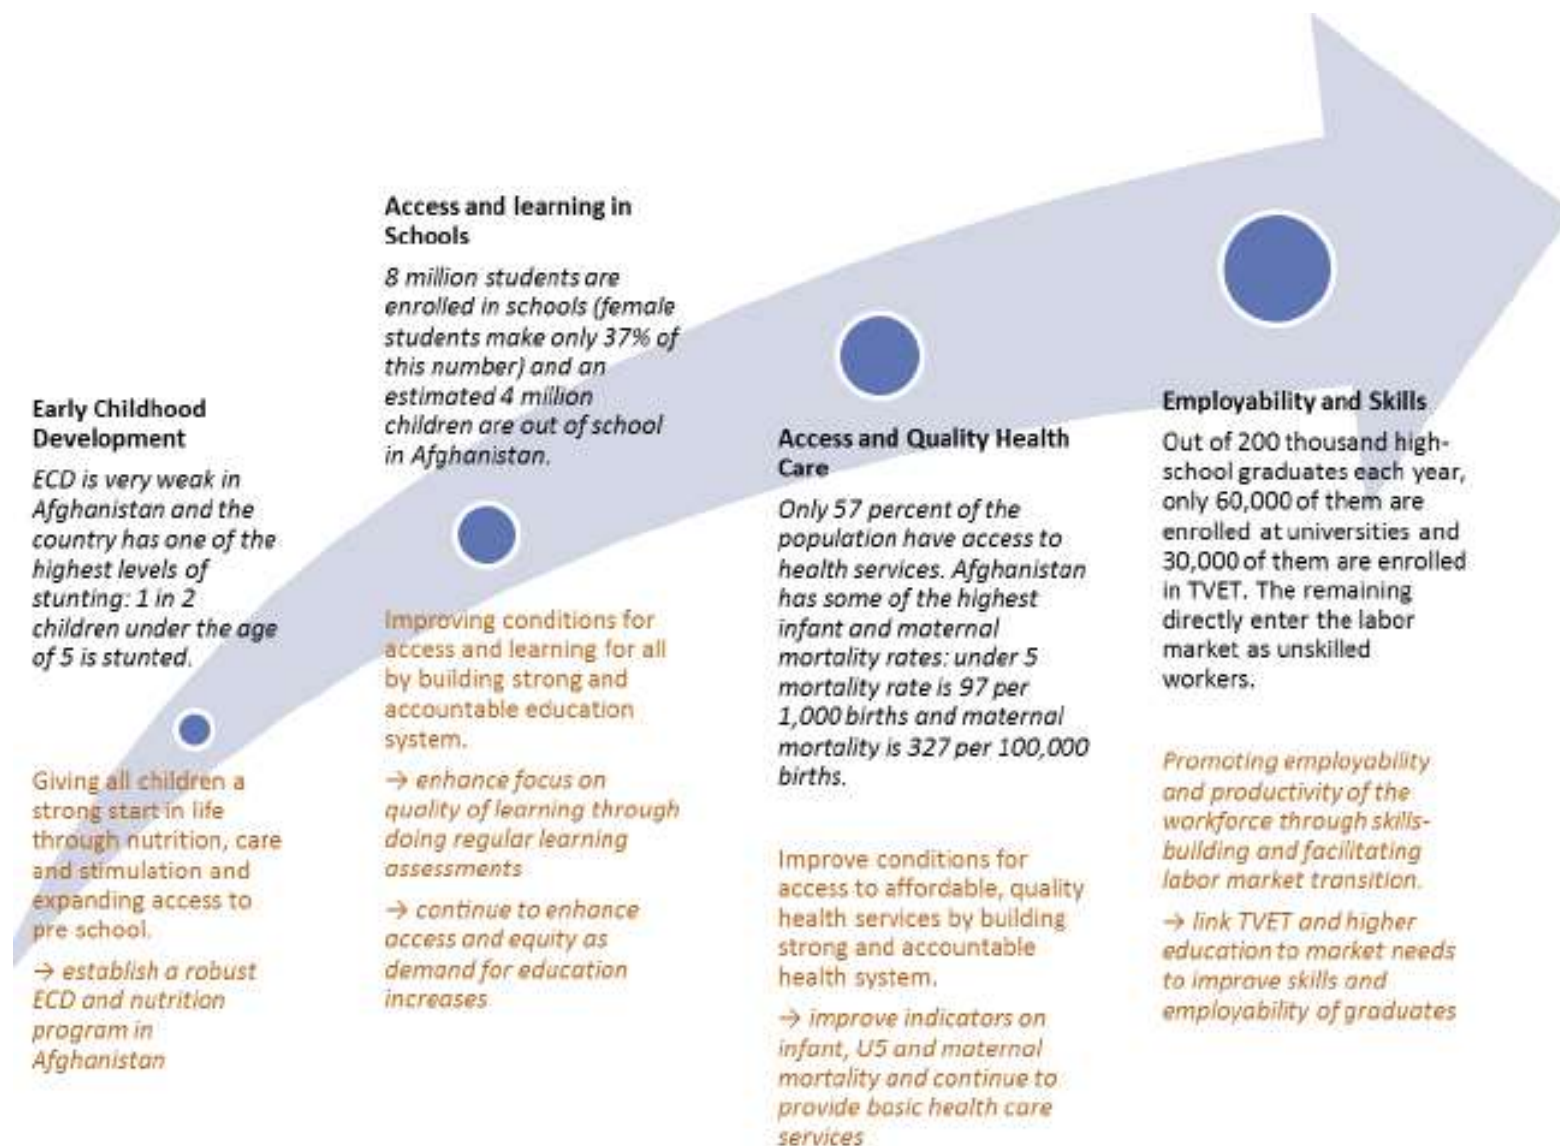 Early Childhood
Development
ECD is very weak in
Afghanistan and the
country has one of the
highest levels of
stunting: 1 in 2
children under the age
of 5 is stunted.
Giving all children a
strong start in life
through nutrition, care
and stimulation and
expanding access to
pre school.
→ establish a robust
ECD and nutrition
program in
Afghanistan
Access and learning in
Schools
8 million students are
enrolled in schools (female
students make only 37% of
this number) and an
estimated 4 million
children are out of school
in Afghanistan.
Improving conditions for
access and learning for all
by building strong and
accountable education
system.
→ enhance focus on
quality of learning through
doing regular learning
assessments
→ continue to enhance
access and equity as
demand for education
increases
Access and Quality Health
Care
Only 57 percent of the
population have access to
health services. Afghanistan
has some of the highest
infant and maternal
mortality rates: under 5
mortality rate is 97 per
1,000 births and maternal
mortality is 327 per 100,000
births.
Improve conditions for
access to affordable, quality
health services by building
strong and accountable
health system.
→ improve indicators on
infant, U5 and maternal
mortality and continue to
provide basic health care
services
Employability and Skills
Out of 200 thousand high-
school graduates each year,
only 60,000 of them are
enrolled at universities and
30,000 of them are enrolled
in TVET. The remaining
directly enter the labor
market as unskilled
workers.
Promoting employability
and productivity of the
workforce through skills-
building and facilitating
labor market transition.
→ link TVET and higher
education to market needs
to improve skills and
employability of graduates